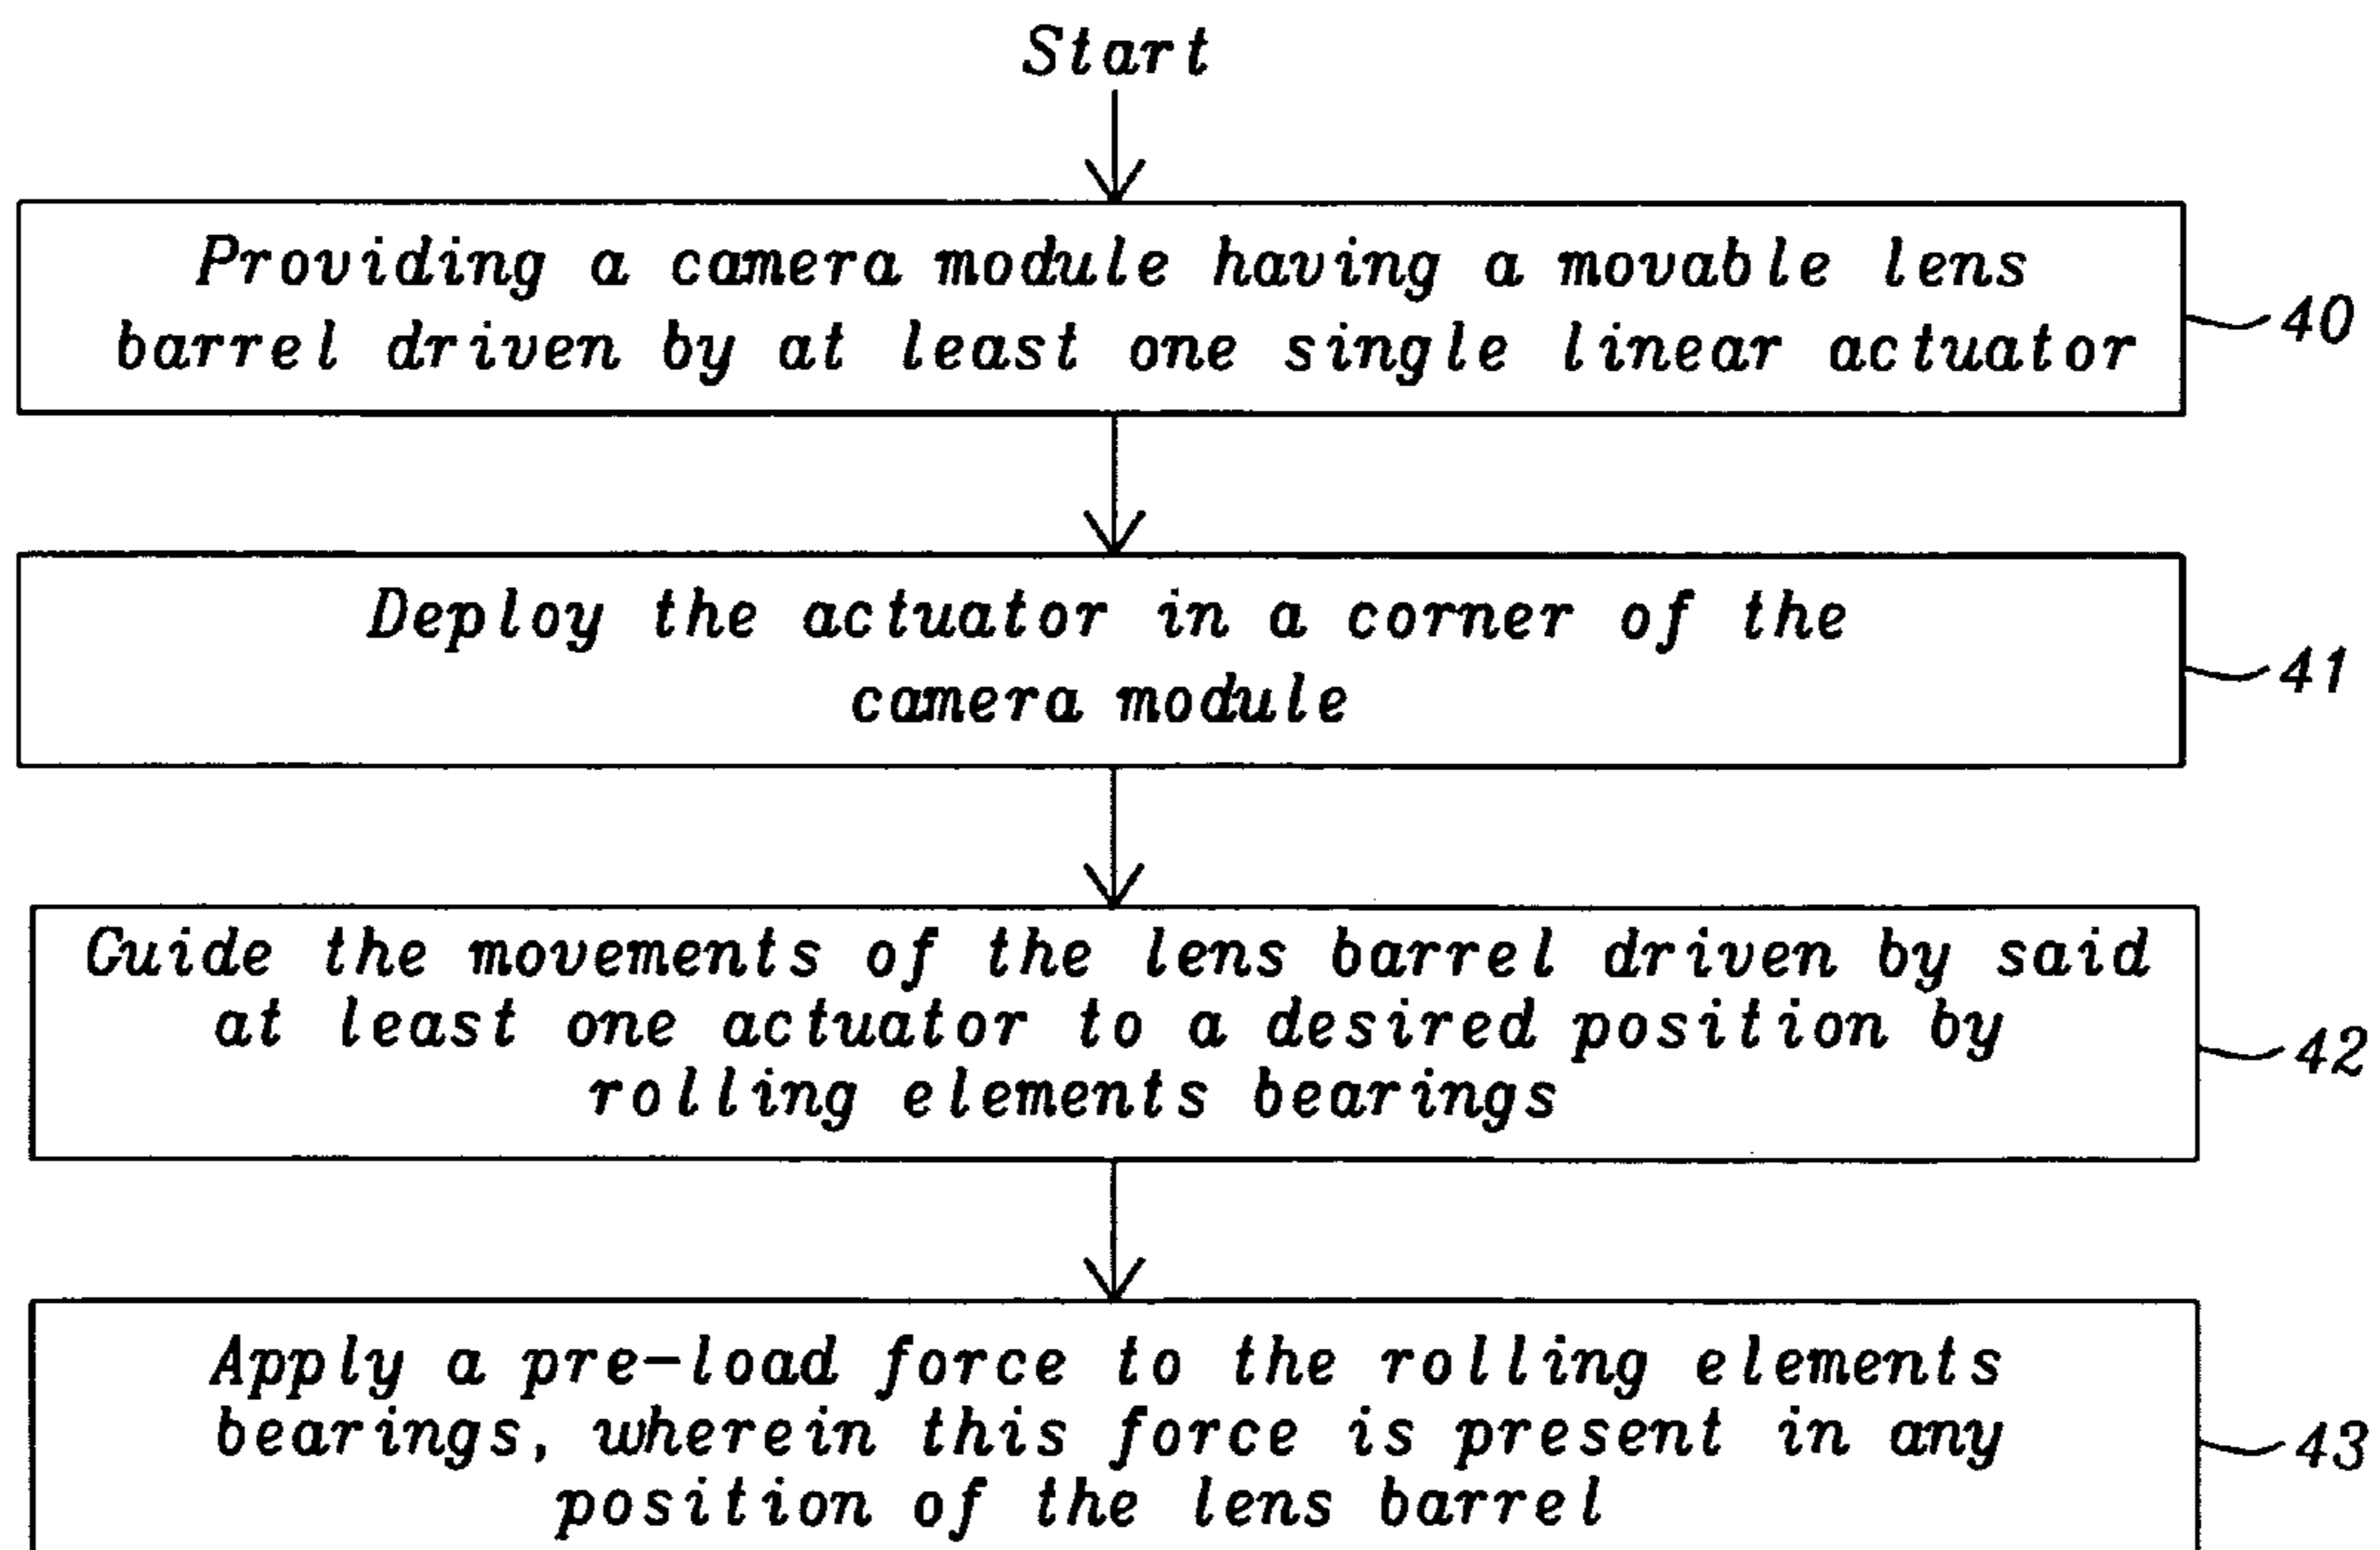 Start
Providing a camera module having a movable lens
barrel driven by at least one single linear actuator
40
Deploy the actuator in a corner of the
camera module
41
Guide the movements of the lens barrel driven by said
at least one actuator to a desired position by
rolling elements bearings
42
Apply a pre-load force to the rolling elements
bearings, wherein this force is present in any
position of the lens barrel
43